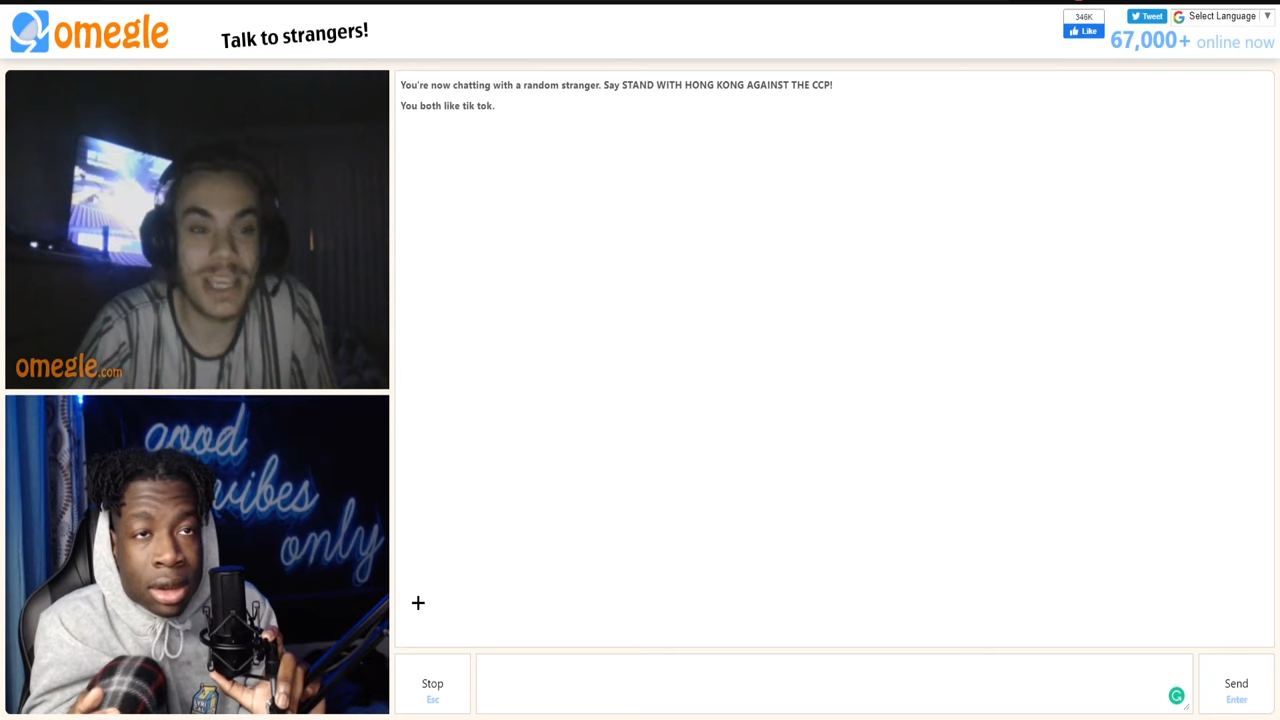 omegle
Talk to strangers!
346K
Like
Tweet
Select Language
67,000+ online now
You're now chatting with a random stranger. Say STAND WITH HONG KONG AGAINST THE CCP!
You both like tik tok.
omegle.com
good
vibes
only
Stop
Esc
Send
Enter